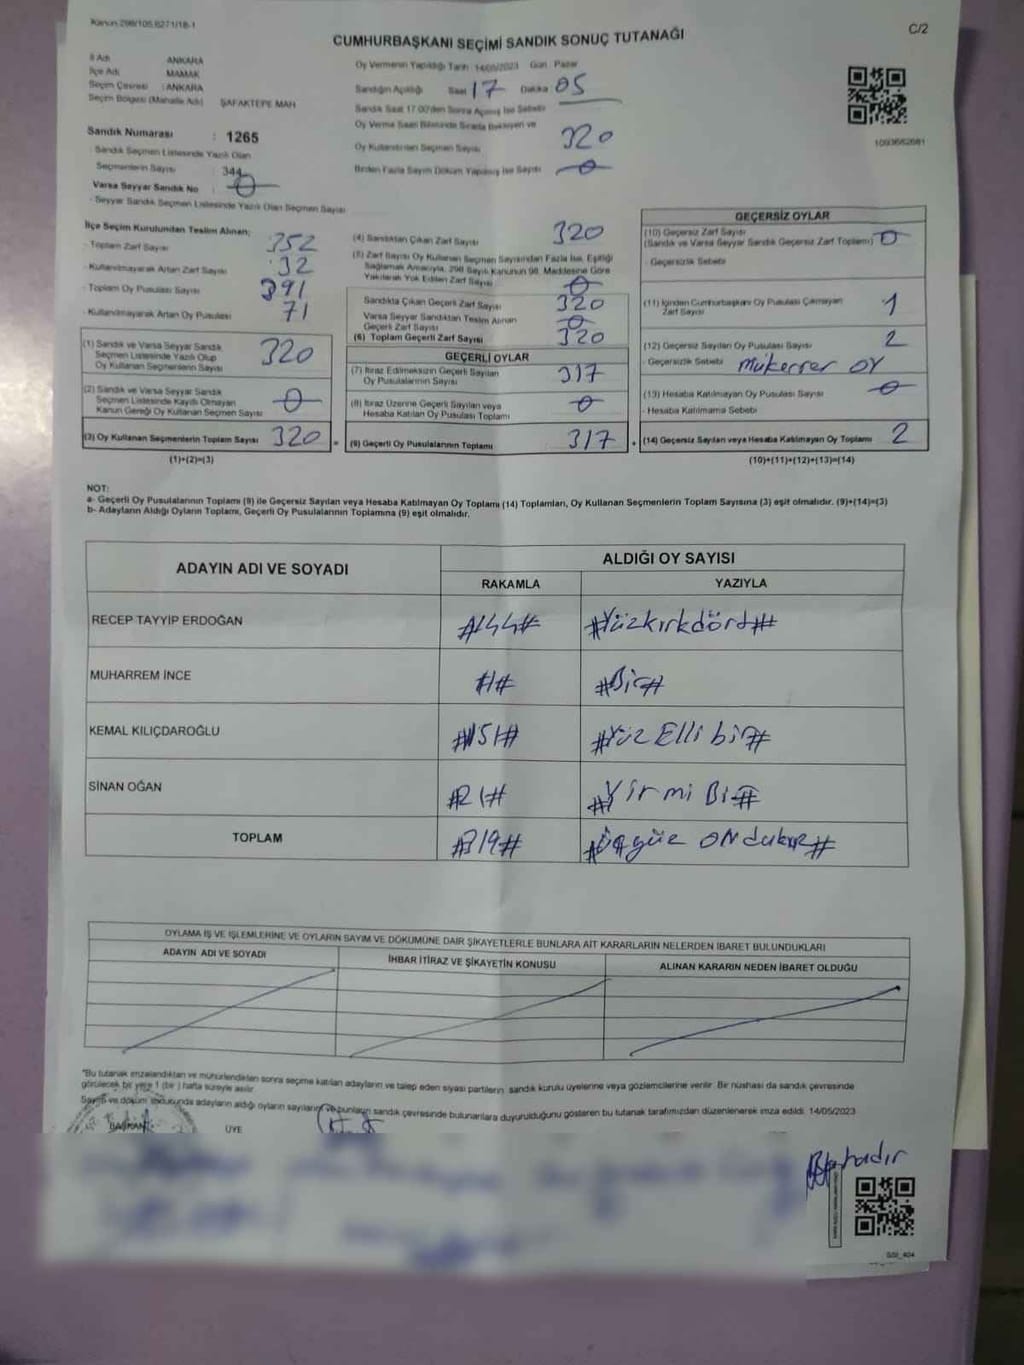 Kanun 298/105,6271/18-1
C/2
CUMHURBAŞKANI SEÇİMİ SANDIK SONUÇ TUTANAĞI
İl Adı ANKARA
İlçe Adı MAMAK
Seçim Çevresi : ANKARA
Seçim Bölgesi (Mahalle Adı) ŞAFAKTEPE MAH
Sandık Numarası : 1265
- Sandık Seçmen Listesinde Yazılı Olan
Seçmenlerin Sayısı 344
Varsa Seyyar Sandık No : 0
- Seyyar Sandık Seçmen Listesinde Yazılı Olan Seçmen Sayısı
Oy Vermenin Yapıldığı Tarih 14/05/2023 Gün Pazar
Sandığın Açıldığı Saat 17 Dakika 05
Sandık Saat 17.00'den Sonra Açılmış İse Sebebi
Oy Verme Saati Bitiminde Sırada Bekleyen ve
Oy Kullandırılan Seçmen Sayısı 320
Birden Fazla Sayım Döküm Yapılmış İse Sayısı 0
1093662681
İlçe Seçim Kurulundan Teslim Alınan;
- Toplam Zarf Sayısı 352
- Kullanılmayarak Artan Zarf Sayısı 32
- Toplam Oy Pusulası Sayısı 391
- Kullanılmayarak Artan Oy Pusulası 71
(1) Sandık ve Varsa Seyyar Sandık
Seçmen Listesinde Yazılı Olup
Oy Kullanan Seçmenlerin Sayısı 320
(2) Sandık ve Varsa Seyyar Sandık
Seçmen Listesinde Kayıtlı Olmayan
Kanun Gereği Oy Kullanan Seçmen Sayısı 0
(3) Oy Kullanan Seçmenlerin Toplam Sayısı 320 =
(1)+(2)=(3)
(4) Sandıktan Çıkan Zarf Sayısı 320
(5) Zarf Sayısı Oy Kullanan Seçmen Sayısından Fazla İse, Eşitliği
Sağlamak Amacıyla, 298 Sayılı Kanunun 98. Maddesine Göre
Yakılarak Yok Edilen Zarf Sayısı 0
Sandıkta Çıkan Geçerli Zarf Sayısı 320
Varsa Seyyar Sandıktan Teslim Alınan
Geçerli Zarf Sayısı 0
(6) Toplam Geçerli Zarf Sayısı 320
GEÇERLİ OYLAR
(7) İtiraz Edilmeksizin Geçerli Sayılan
Oy Pusulalarının Sayısı 317
(8) İtiraz Üzerine Geçerli Sayılan veya
Hesaba Katılan Oy Pusulası Toplamı 0
(9) Geçerli Oy Pusulalarının Toplamı 317 +
GEÇERSİZ OYLAR
(10) Geçersiz Zarf Sayısı
(Sandık ve Varsa Seyyar Sandık Geçersiz Zarf Toplamı) 0
- Geçersizlik Sebebi
(11) İçinden Cumhurbaşkanı Oy Pusulası Çıkmayan
Zarf Sayısı 1
(12) Geçersiz Sayılan Oy Pusulası Sayısı 2
- Geçersizlik Sebebi Mükerrer OY
(13) Hesaba Katılmayan Oy Pusulası Sayısı 0
- Hesaba Katılmama Sebebi
(14) Geçersiz Sayılan veya Hesaba Katılmayan Oy Toplamı 2
(10)+(11)+(12)+(13)=(14)
NOT:
a- Geçerli Oy Pusulalarının Toplamı (9) ile Geçersiz Sayılan veya Hesaba Katılmayan Oy Toplamı (14) Toplamları, Oy Kullanan Seçmenlerin Toplam Sayısına (3) eşit olmalıdır. (9)+(14)=(3)
b- Adayların Aldığı Oyların Toplamı, Geçerli Oy Pusulalarının Toplamına (9) eşit olmalıdır.
ADAYIN ADI VE SOYADI
ALDIĞI OY SAYISI
RAKAMLA YAZIYLA
RECEP TAYYİP ERDOĞAN #144# #Yüzkırkdört#
MUHARREM İNCE #1# #Bir#
KEMAL KILIÇDAROĞLU #151# #Yüz Elli bir#
SİNAN OĞAN #21# #Yirmi Bir#
TOPLAM #319# #Üçyüz ONdokuz#
OYLAMA İŞ VE İŞLEMLERİNE VE OYLARIN SAYIM VE DÖKÜMÜNE DAİR ŞİKAYETLERLE BUNLARA AİT KARARLARIN NELERDEN İBARET BULUNDUKLARI
ADAYIN ADI VE SOYADI İHBAR İTİRAZ VE ŞİKAYETİN KONUSU ALINAN KARARIN NEDEN İBARET OLDUĞU
"Bu tutanak imzalandıktan ve mühürlendikten sonra seçime katılan adayların ve talep eden siyasi partilerin sandık kurulu üyelerine veya gözlemcilerine verilir. Bir nüshası da sandık çevresinde
görülecek bir yere 1 (bir ) hafta süreyle asılır.
Sayım ve döküm sonucunda adayların aldığı oyların sayılarını ve bunların sandık çevresinde bulunanlara duyurulduğunu gösteren bu tutanak tarafımızdan düzenlenerek imza edildi. 14/05/2023
BAŞKAN ÜYE